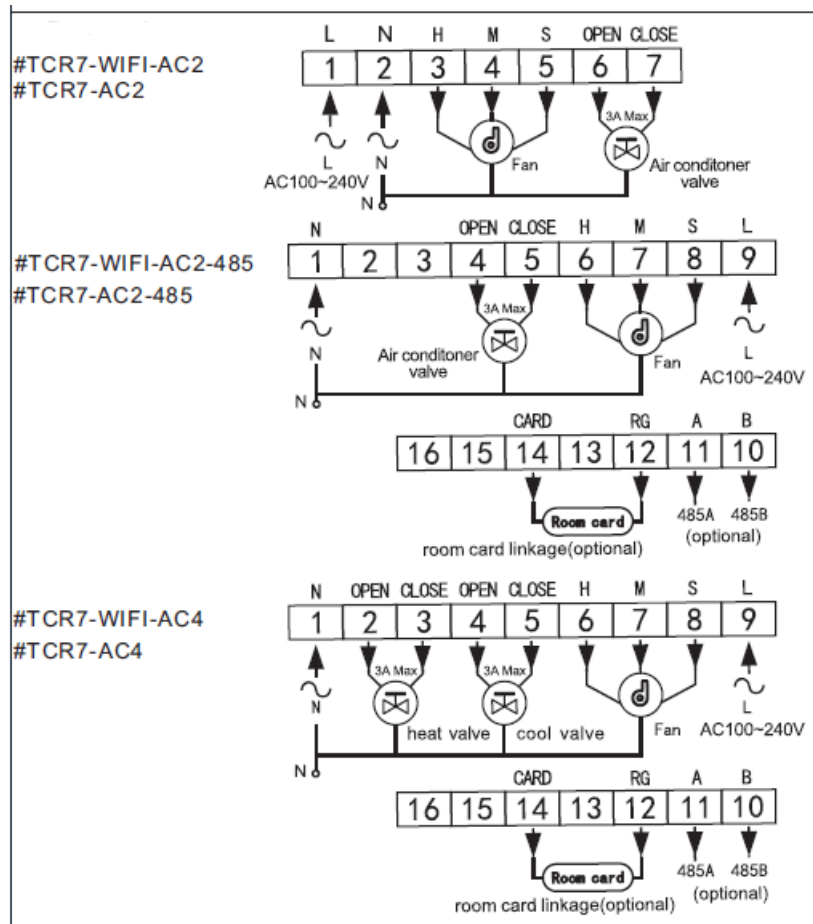 L N H M S OPEN CLOSE
#TCR7-WIFI-AC2
1 2 3 4 5 6 7
#TCR7-AC2
3A Max
L N Fan Air conditoner
AC100~240V valve
N
N OPEN CLOSE H M S L
#TCR7-WIFI-AC2-485
1 2 3 4 5 6 7 8 9
#TCR7-AC2-485
3A Max
N Air conditoner Fan L
valve AC100~240V
N
CARD RG A B
16 15 14 13 12 11 10
Room card 485A 485B
(optional)
room card linkage(optional)
N OPEN CLOSE OPEN CLOSE H M S L
#TCR7-WIFI-AC4
1 2 3 4 5 6 7 8 9
#TCR7-AC4
3A Max 3A Max
N L
heat valve cool valve Fan AC100~240V
N
CARD RG A B
16 15 14 13 12 11 10
Room card 485A 485B
(optional)
room card linkage(optional)